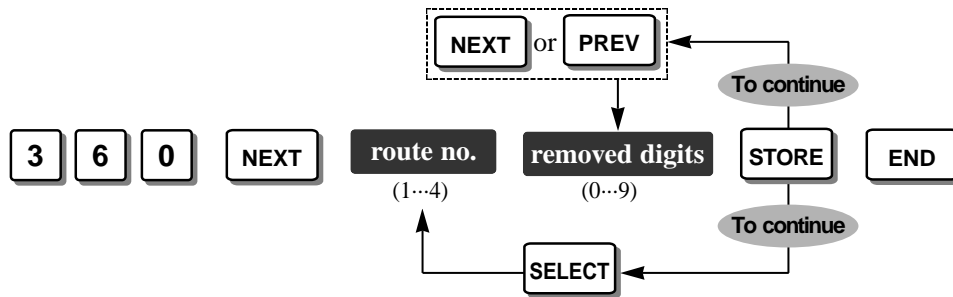 NEXT or PREV
To continue
3 6 0 NEXT route no. removed digits STORE END
(1···4) (0···9)
To continue
SELECT